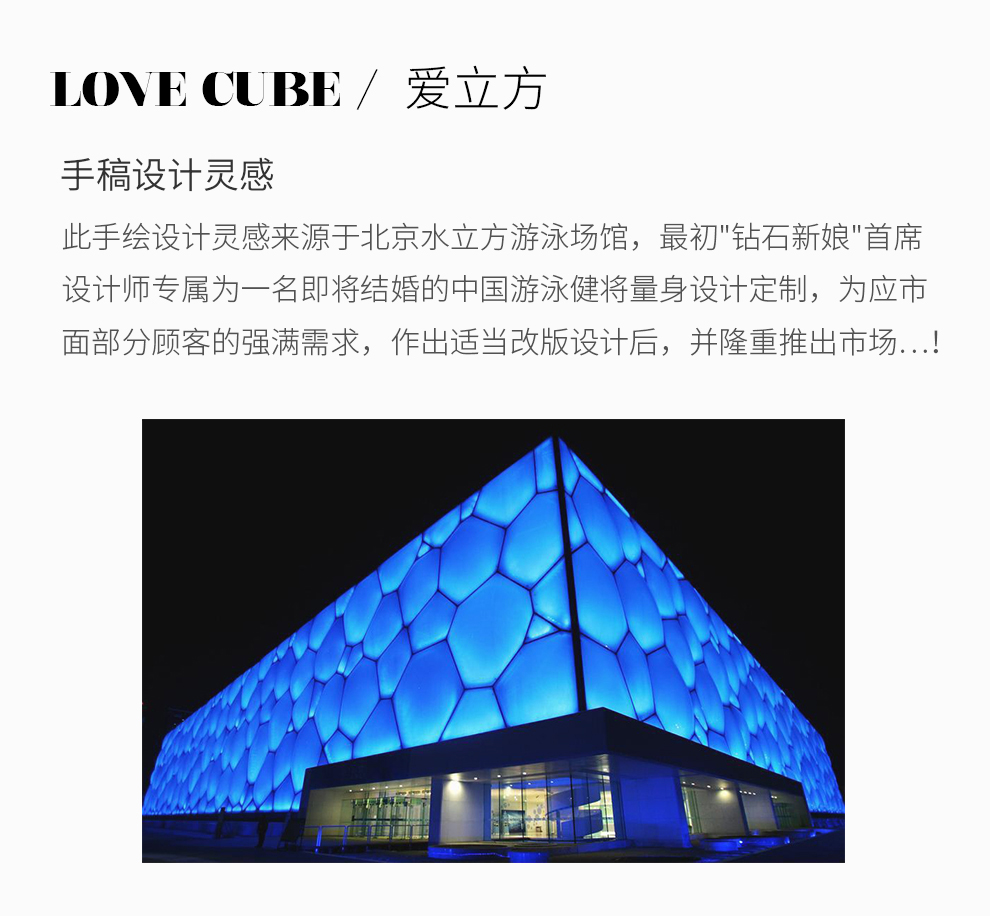 LOVE CUBE / 爱立方
手稿设计灵感
此手绘设计灵感来源于北京水立方游泳场馆，最初"钻石新娘"首席
设计师专属为一名即将结婚的中国游泳健将量身设计定制，为应市
面部分顾客的强满需求，作出适当改版设计后，并隆重推出市场...!